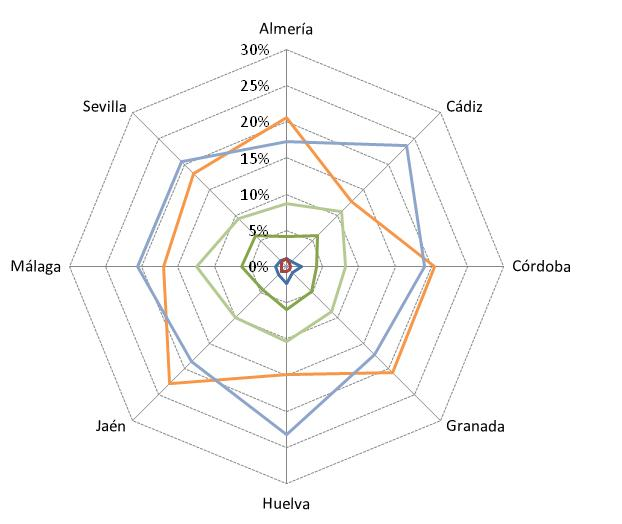 Almería
30%
25%
Sevilla
Cádiz
20%
15%
10%
5%
Málaga
0%
Córdoba
Jaén
Granada
Huelva